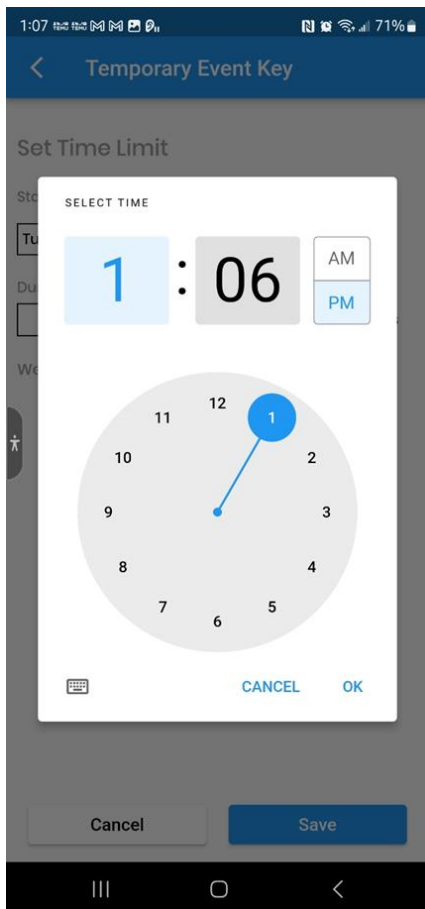 1:07 71%
Temporary Event Key
Set Time Limit
SELECT TIME
1 : 06
AM
PM
12
11 1
10 2
9 3
8 4
7 5
6
CANCEL OK
Cancel Save